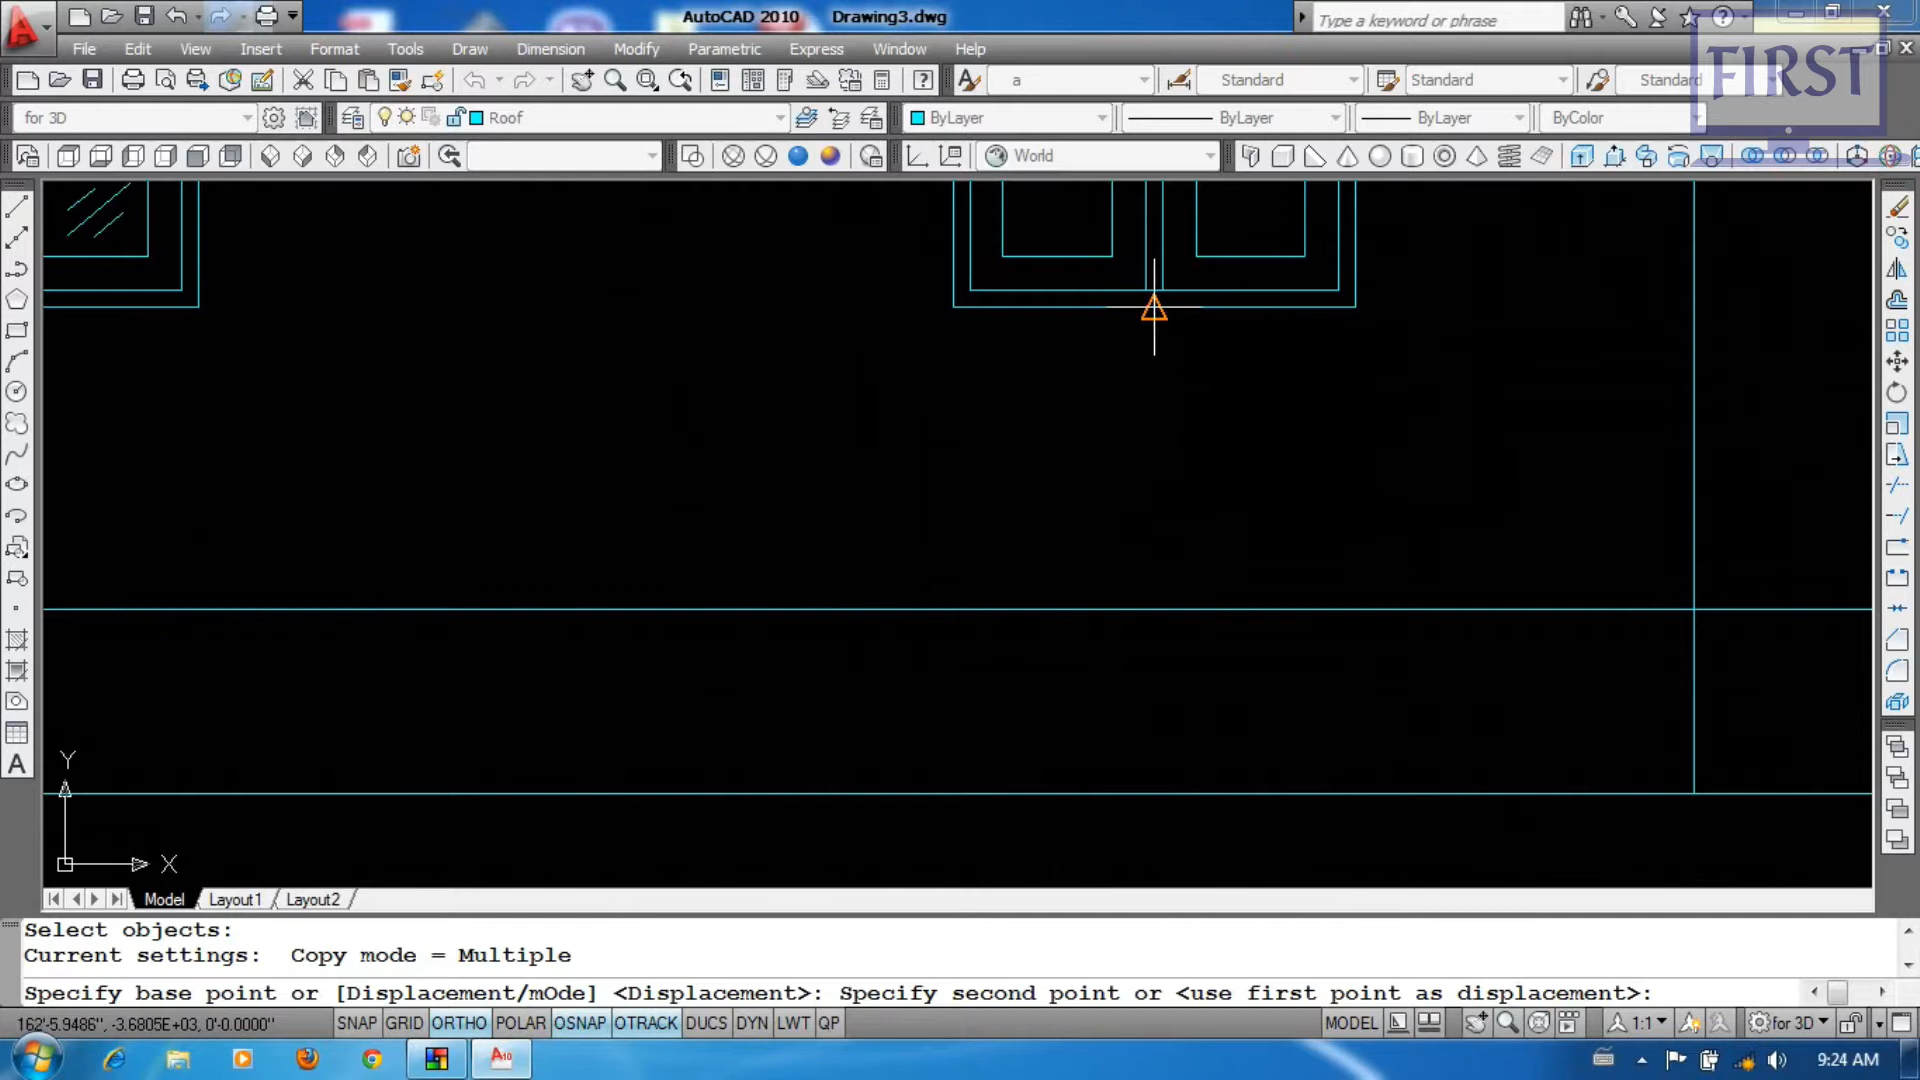 AutoCAD 2010 Drawing3.dwg
Type a keyword or phrase
File Edit View Insert Format Tools Draw Dimension Modify Parametric Express Window Help
FIRST
a Standard Standard Standard
for 3D Roof ByLayer ByLayer ByLayer ByColor
World
Y
X
Model Layout1 Layout2
Select objects:
Current settings: Copy mode = Multiple
Specify base point or [Displacement/mOde] <Displacement>: Specify second point or <use first point as displacement>:
162'-5.9486", -3.6805E+03, 0'-0.0000" SNAP GRID ORTHO POLAR OSNAP OTRACK DUCS DYN LWT QP MODEL 1:1 for 3D
9:24 AM